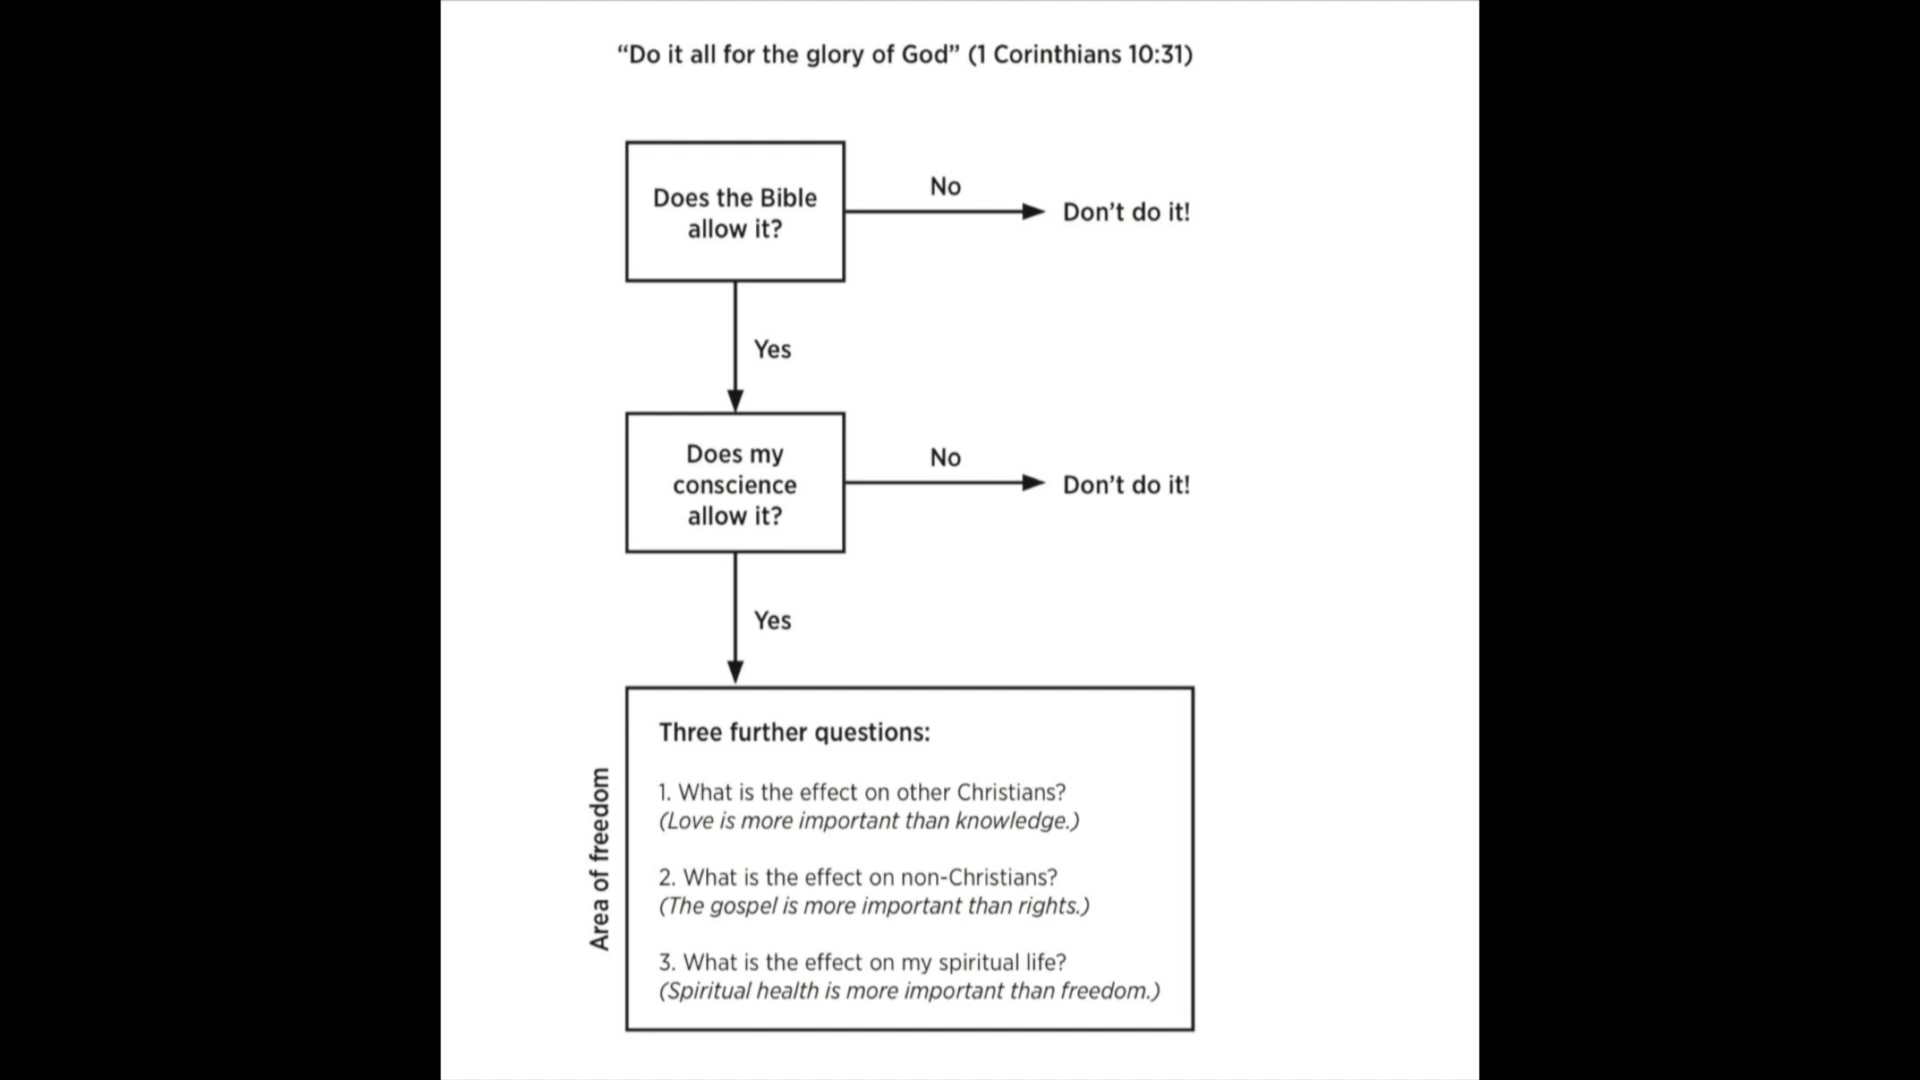 “Do it all for the glory of God” (1 Corinthians 10:31)
Does the Bible
allow it?
No
Don’t do it!
Yes
Does my
conscience
allow it?
No
Don’t do it!
Yes
Area of freedom
Three further questions:
1. What is the effect on other Christians?
(Love is more important than knowledge.)
2. What is the effect on non-Christians?
(The gospel is more important than rights.)
3. What is the effect on my spiritual life?
(Spiritual health is more important than freedom.)